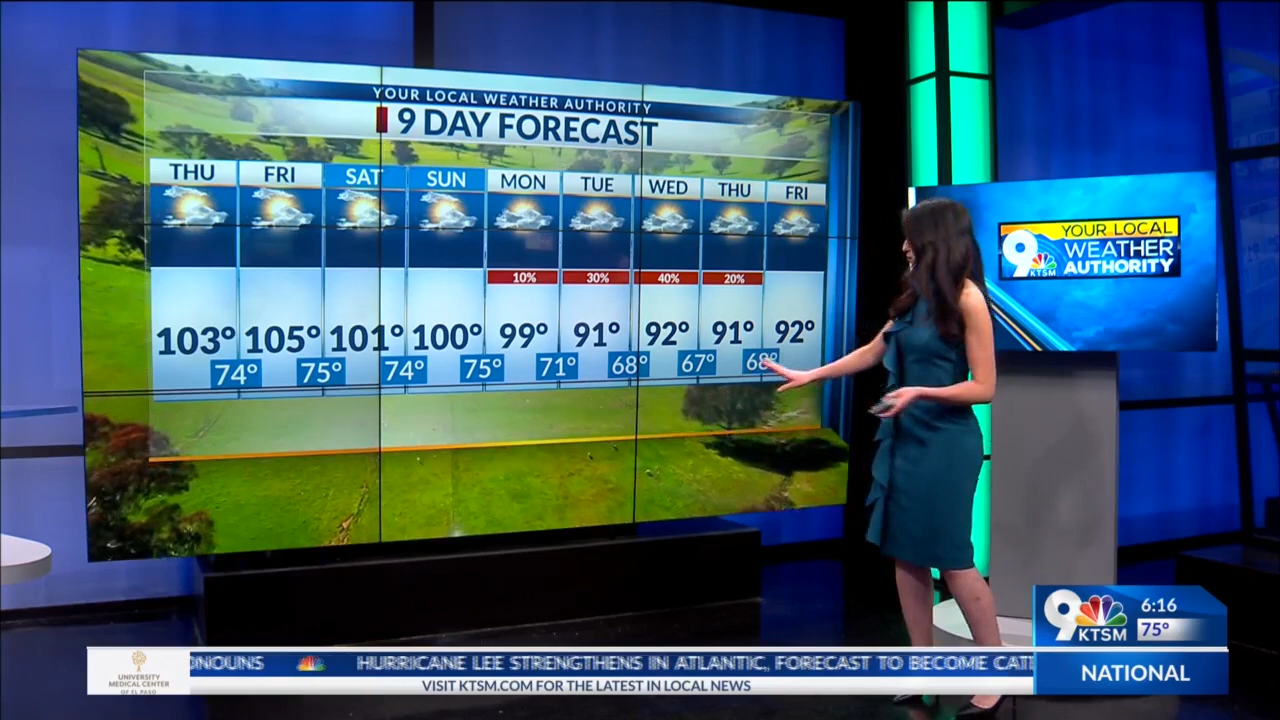 YOUR LOCAL WEATHER AUTHORITY
9 DAY FORECAST
THU FRI SAT SUN MON TUE WED THU FRI
10% 30% 40% 20%
103° 105° 101° 100° 99° 91° 92° 91° 92°
74° 75° 74° 75° 71° 68° 67° 68°
9 KTSM
YOUR LOCAL
WEATHER
AUTHORITY
9 KTSM
6:16
75°
NATIONAL
UNIVERSITY
MEDICAL CENTER
OF EL PASO
ONOUNS HURRICANE LEE STRENGTHENS IN ATLANTIC, FORECAST TO BECOME CATE
VISIT KTSM.COM FOR THE LATEST IN LOCAL NEWS